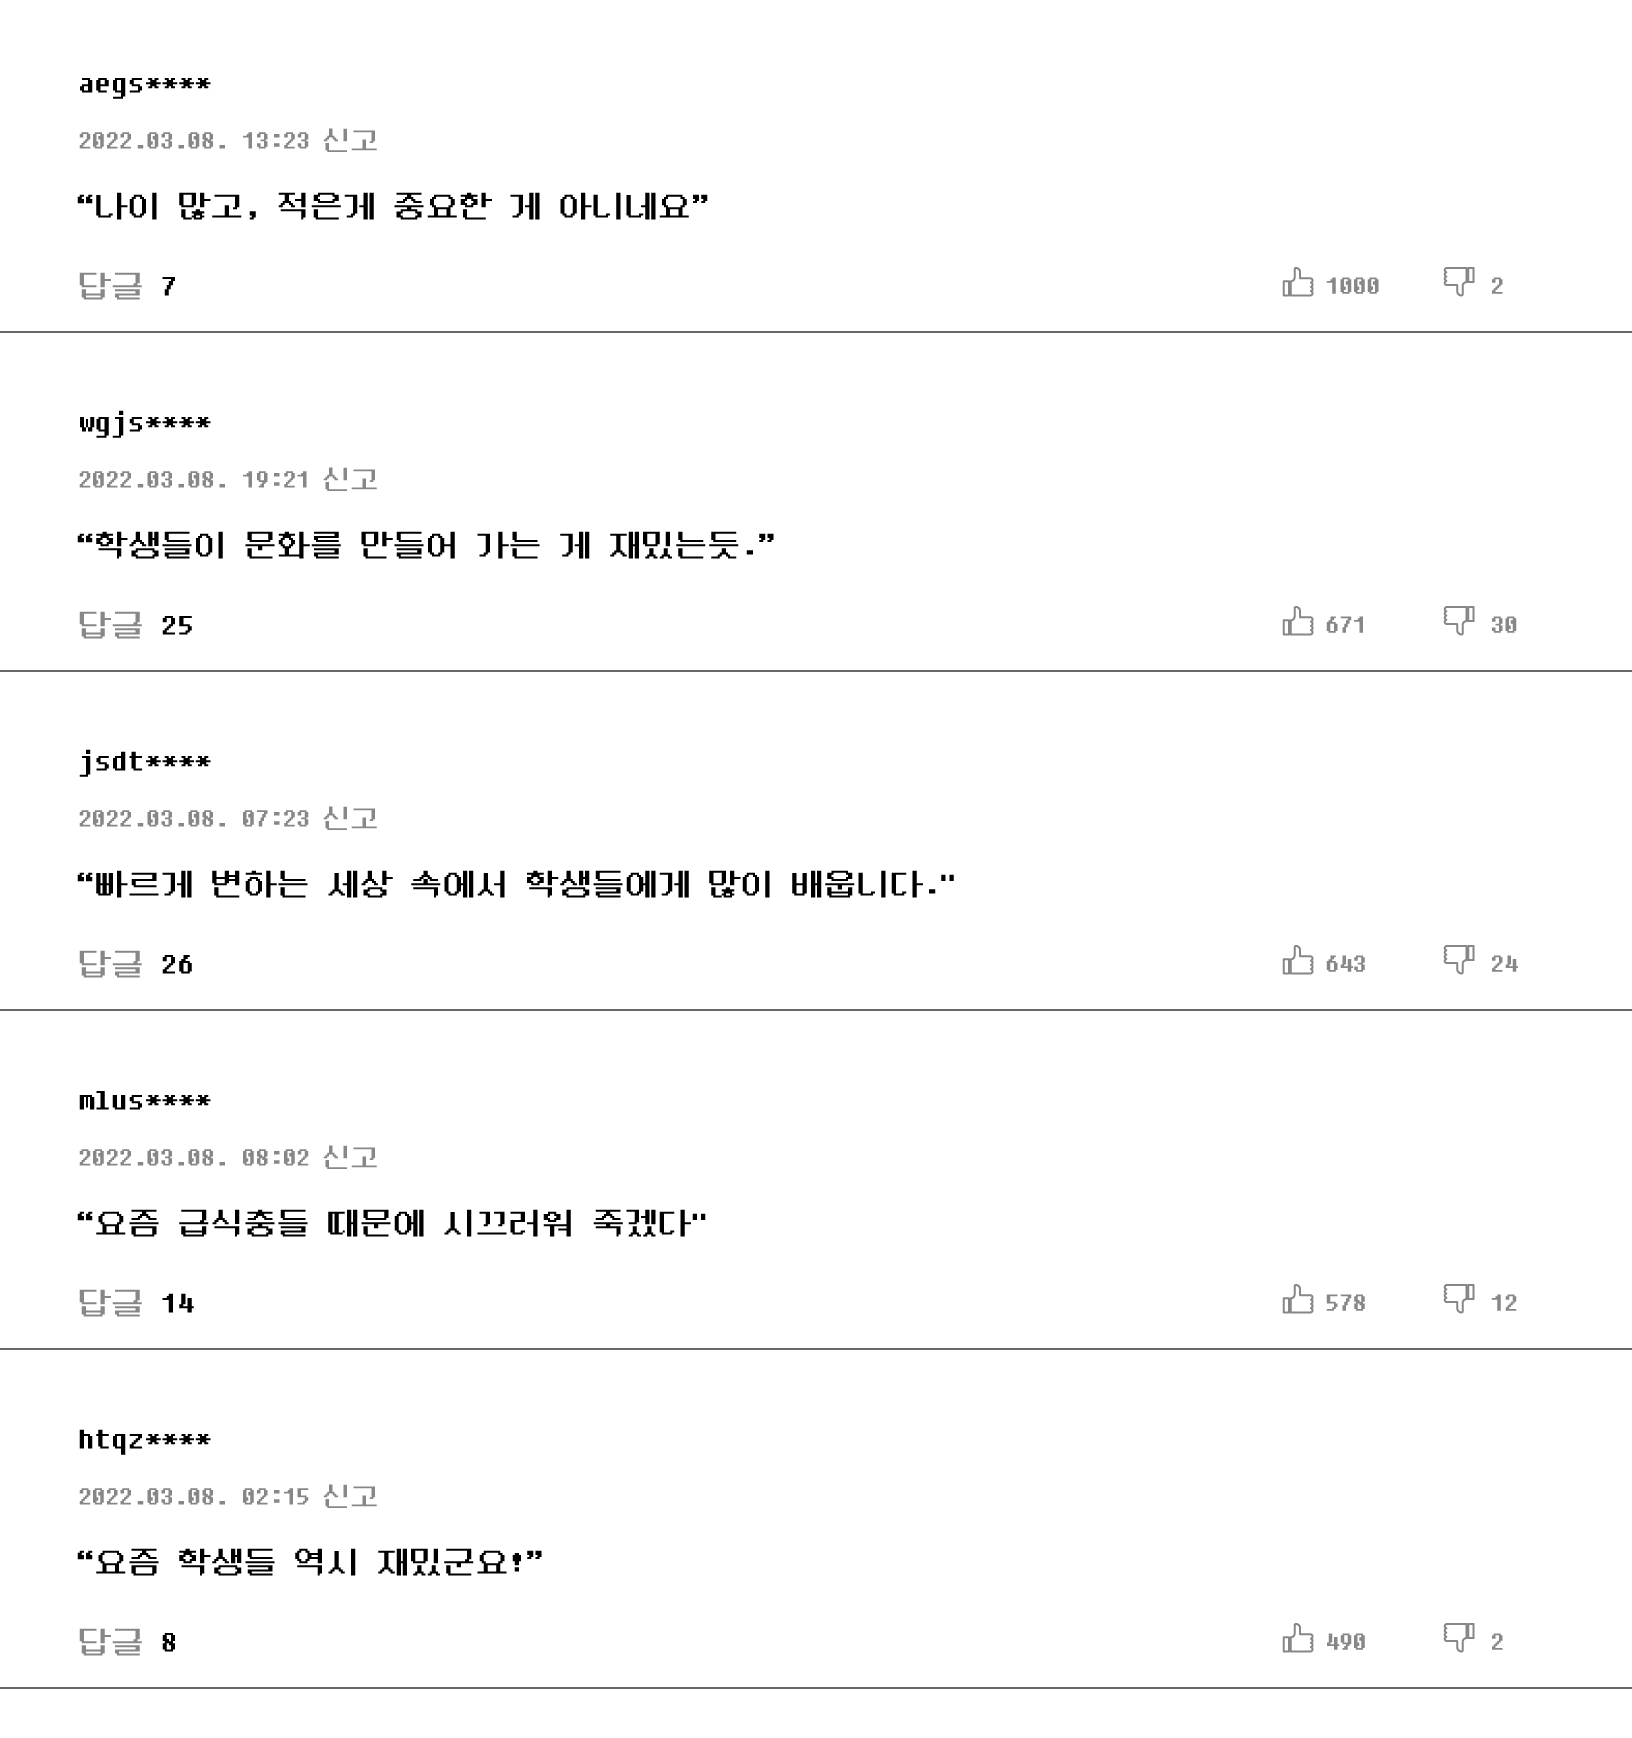 aegs****
2022.03.08. 13:23 신고
“나이 많고, 적은게 중요한 게 아니네요”
답글 7 1000 2
wgjs****
2022.03.08. 19:21 신고
“학생들이 문화를 만들어 가는 게 재밌는듯.”
답글 25 671 30
jsdt****
2022.03.08. 07:23 신고
“빠르게 변하는 세상 속에서 학생들에게 많이 배웁니다."
답글 26 643 24
mlus****
2022.03.08. 08:02 신고
“요즘 급식충들 때문에 시끄러워 죽겠다"
답글 14 578 12
htqz****
2022.03.08. 02:15 신고
“요즘 학생들 역시 재밌군요!”
답글 8 490 2